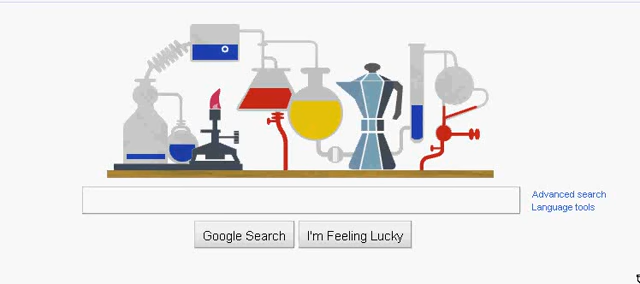 Advanced search
Language tools
Google Search
I'm Feeling Lucky